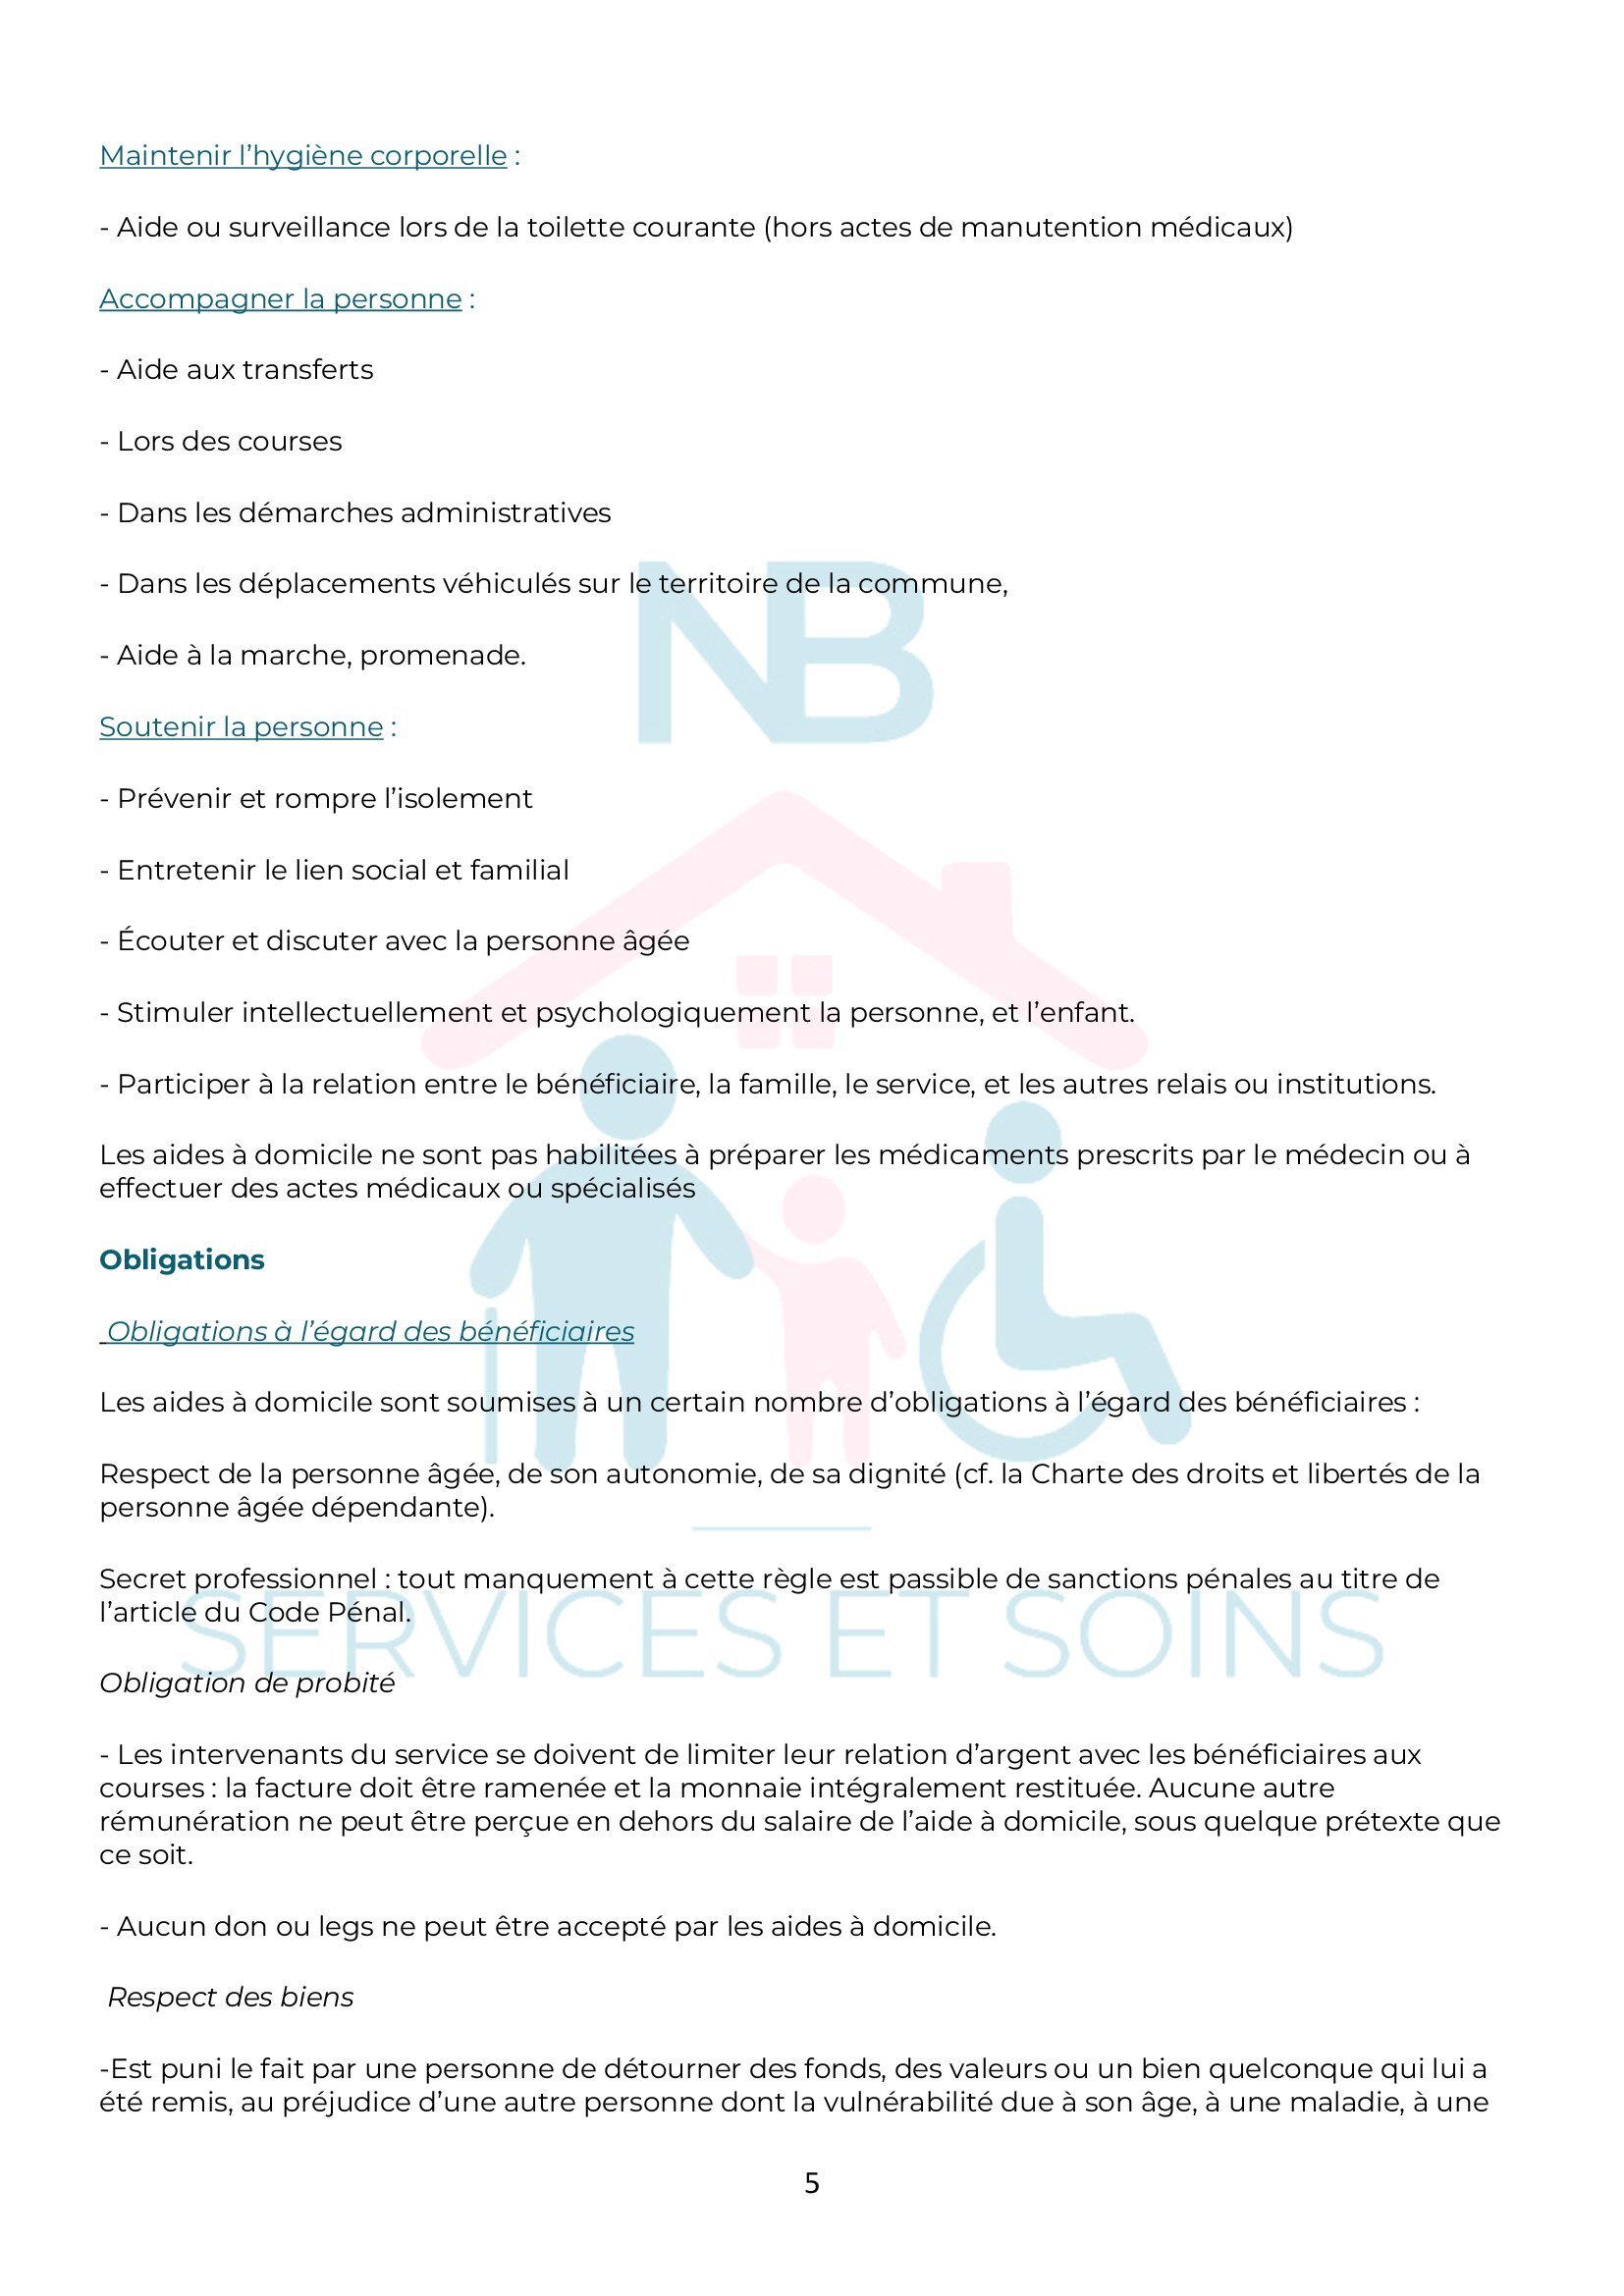 Maintenir l’hygiène corporelle :
- Aide ou surveillance lors de la toilette courante (hors actes de manutention médicaux)
Accompagner la personne :
- Aide aux transferts
- Lors des courses
- Dans les démarches administratives
- Dans les déplacements véhiculés sur le territoire de la commune,
- Aide à la marche, promenade.
NB
Soutenir la personne :
- Prévenir et rompre l’isolement
- Entretenir le lien social et familial
- Écouter et discuter avec la personne âgée
- Stimuler intellectuellement et psychologiquement la personne, et l’enfant.
- Participer à la relation entre le bénéficiaire, la famille, le service, et les autres relais ou institutions.
Les aides à domicile ne sont pas habilitées à préparer les médicaments prescrits par le médecin ou à
effectuer des actes médicaux ou spécialisés
Obligations
Obligations à l’égard des bénéficiaires
Les aides à domicile sont soumises à un certain nombre d’obligations à l’égard des bénéficiaires :
Respect de la personne âgée, de son autonomie, de sa dignité (cf. la Charte des droits et libertés de la
personne âgée dépendante).
Secret professionnel : tout manquement à cette règle est passible de sanctions pénales au titre de
l’article du Code Pénal.
SERVICES ET SOINS
Obligation de probité
- Les intervenants du service se doivent de limiter leur relation d’argent avec les bénéficiaires aux
courses : la facture doit être ramenée et la monnaie intégralement restituée. Aucune autre
rémunération ne peut être perçue en dehors du salaire de l’aide à domicile, sous quelque prétexte que
ce soit.
- Aucun don ou legs ne peut être accepté par les aides à domicile.
Respect des biens
-Est puni le fait par une personne de détourner des fonds, des valeurs ou un bien quelconque qui lui a
été remis, au préjudice d’une autre personne dont la vulnérabilité due à son âge, à une maladie, à une
5